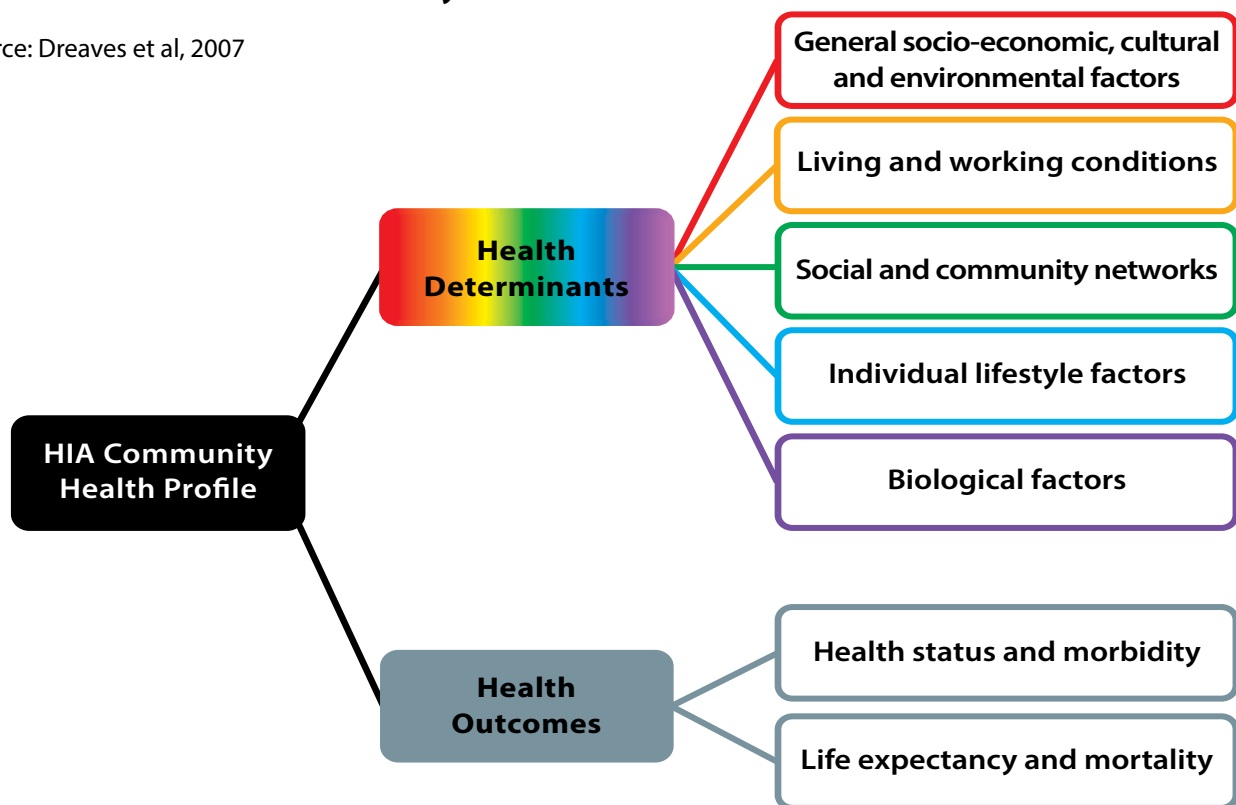 rce: Dreaves et al, 2007
General socio-economic, cultural
and environmental factors
Living and working conditions
Health
Determinants
Social and community networks
Individual lifestyle factors
HIA Community
Health Profile
Biological factors
Health status and morbidity
Health
Outcomes
Life expectancy and mortality